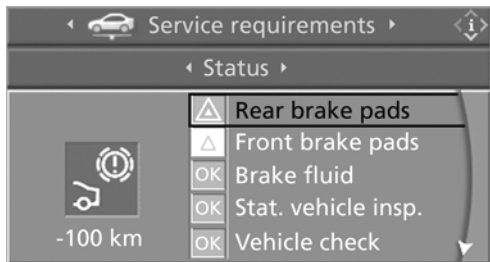 Service requirements
i
Status
Rear brake pads
Front brake pads
OK Brake fluid
OK Stat. vehicle insp.
-100 km
OK Vehicle check